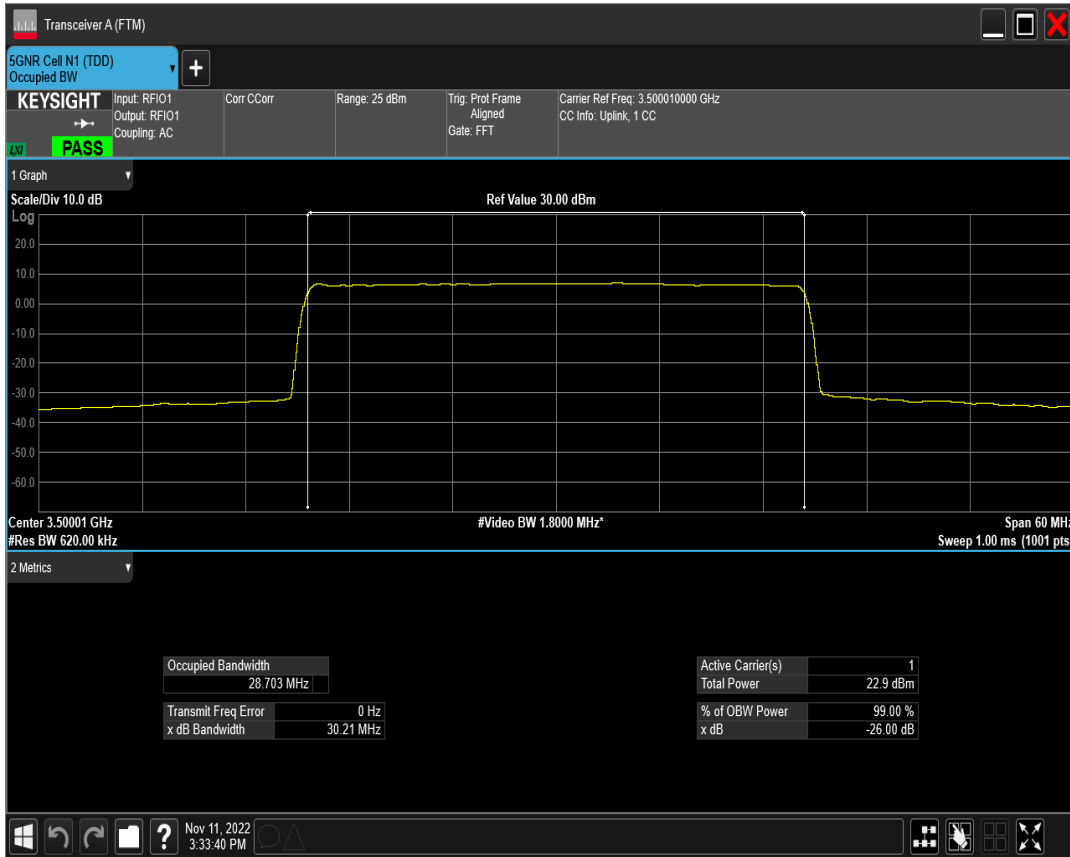 Transceiver A (FTM)
5GNR Cell N1 (TDD)
Occupied BW
+
KEYSIGHT
LXI
PASS
Input: RFIO1
Output: RFIO1
Coupling: AC
Corr CCorr
Range: 25 dBm
Trig: Prot Frame
Aligned
Gate: FFT
Carrier Ref Freq: 3.500010000 GHz
CC Info: Uplink, 1 CC
1 Graph
Scale/Div 10.0 dB
Ref Value 30.00 dBm
Log
20.0
10.0
0.00
-10.0
-20.0
-30.0
-40.0
-50.0
-60.0
Center 3.50001 GHz
#Video BW 1.8000 MHz*
Span 60 MHz
#Res BW 620.00 kHz
Sweep 1.00 ms (1001 pts
2 Metrics
Occupied Bandwidth
28.703 MHz
Transmit Freq Error 0 Hz
x dB Bandwidth 30.21 MHz
Active Carrier(s) 1
Total Power 22.9 dBm
% of OBW Power 99.00 %
x dB -26.00 dB
?
Nov 11, 2022
3:33:40 PM